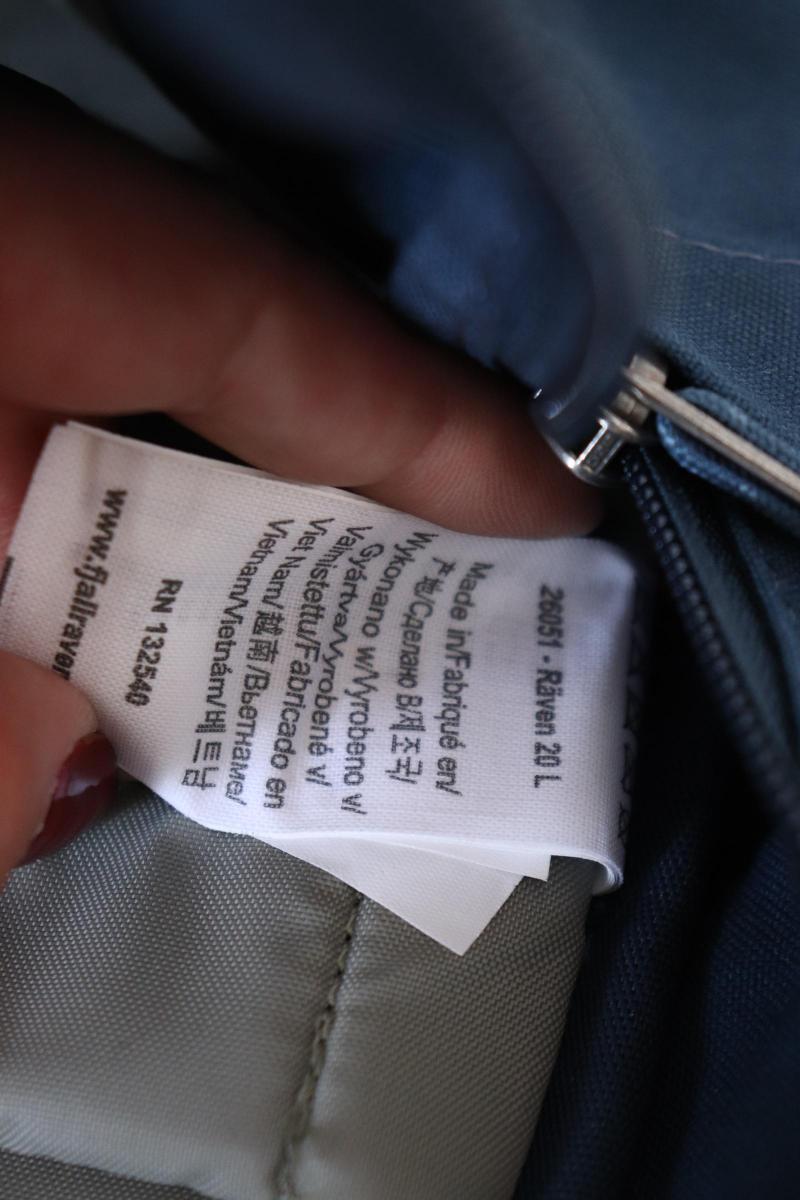 26051 - Räven 20 L
Made in/Fabriqué en/
产地/Сделано В/제조국/
Wykonano w/Vyrobeno v/
Gyártva/Vyrobené v/
Valmistettu/Fabricado en
Viet Nam/ 越南/Вьетнаме/
Vietnam/Vietnám/베트남
RN 132540
www.fjallraven